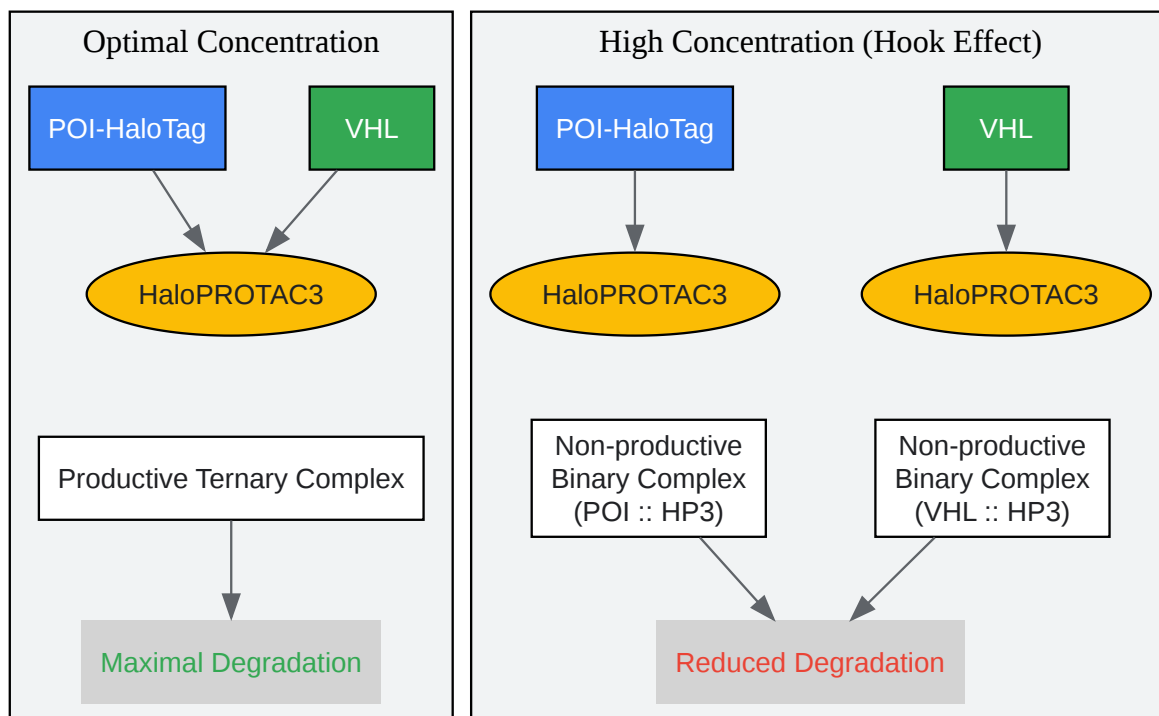 Optimal Concentration
POI-HaloTag
VHL
HaloPROTAC3
Productive Ternary Complex
Maximal Degradation
High Concentration (Hook Effect)
POI-HaloTag
VHL
HaloPROTAC3
HaloPROTAC3
Non-productive
Binary Complex
(POI :: HP3)
Non-productive
Binary Complex
(VHL :: HP3)
Reduced Degradation